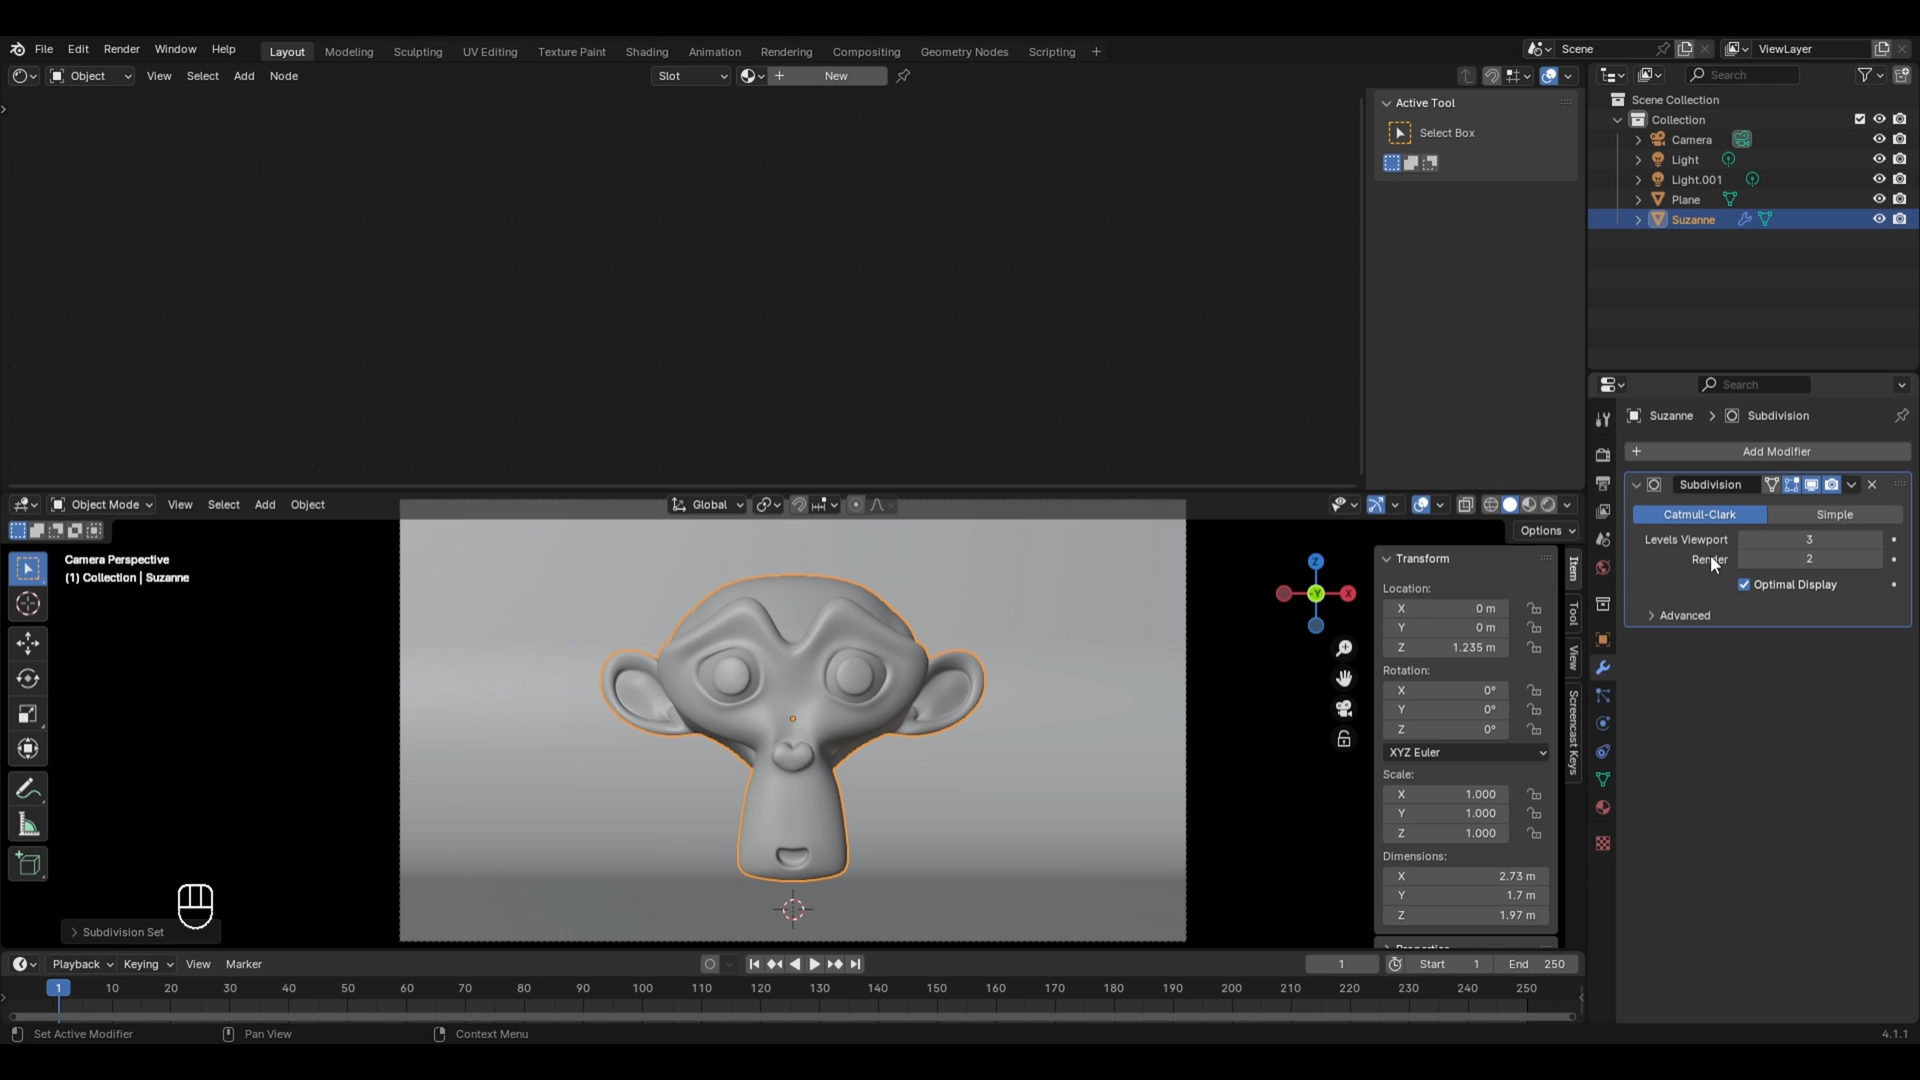 File Edit Render Window Help Layout Modeling Sculpting UV Editing Texture Paint Shading Animation Rendering Compositing Geometry Nodes Scripting + Scene ViewLayer
Object View Select Add Node Slot New Search
Active Tool
Select Box
Scene Collection
Collection
Camera
Light
Light.001
Plane
Suzanne
Search
Suzanne > Subdivision
+ Add Modifier
Subdivision
Catmull-Clark Simple
Levels Viewport 3
Render 2
Optimal Display
Advanced
Object Mode View Select Add Object Global
Options
Camera Perspective
(1) Collection | Suzanne
Z
-Y X
Transform
Location:
X 0 m
Y 0 m
Z 1.235 m
Rotation:
X 0°
Y 0°
Z 0°
XYZ Euler
Scale:
X 1.000
Y 1.000
Z 1.000
Dimensions:
X 2.73 m
Y 1.7 m
Z 1.97 m
Item
Tool
View
Screencast Keys
Subdivision Set
Playback Keying View Marker 1 Start 1 End 250
1 10 20 30 40 50 60 70 80 90 100 110 120 130 140 150 160 170 180 190 200 210 220 230 240 250
Set Active Modifier Pan View Context Menu 4.1.1